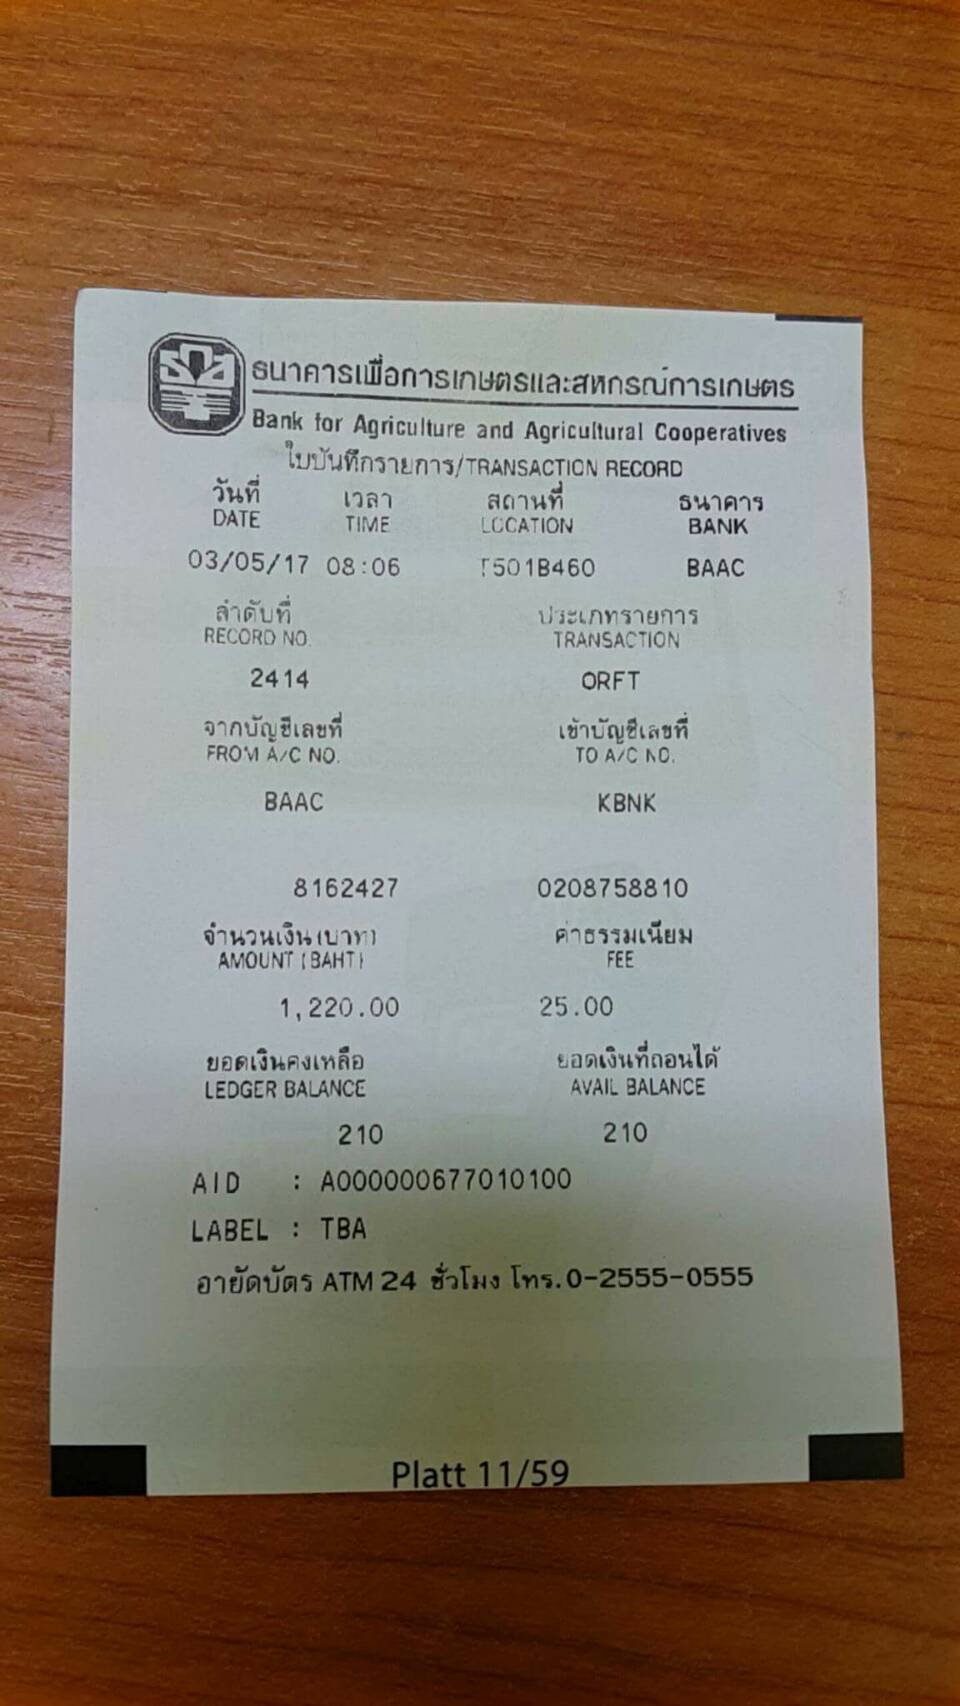 ธนาคารเพื่อการเกษตรและสหกรณ์การเกษตร
Bank for Agriculture and Agricultural Cooperatives
ใบบันทึกรายการ/TRANSACTION RECORD
วันที่ เวลา สถานที่ ธนาคาร
DATE TIME LOCATION BANK
03/05/17 08:06 T501B460 BAAC
ลำดับที่ ประเภทรายการ
RECORD NO. TRANSACTION
2414 ORFT
จากบัญชีเลขที่ เข้าบัญชีเลขที่
FROM A/C NO. TO A/C NO.
BAAC KBNK
8162427 0208758810
จำนวนเงิน(บาท) ค่าธรรมเนียม
AMOUNT (BAHT) FEE
1,220.00 25.00
ยอดเงินคงเหลือ ยอดเงินที่ถอนได้
LEDGER BALANCE AVAIL BALANCE
210 210
AID : A000000677010100
LABEL : TBA
อายัดบัตร ATM 24 ชั่วโมง โทร.0-2555-0555
Platt 11/59